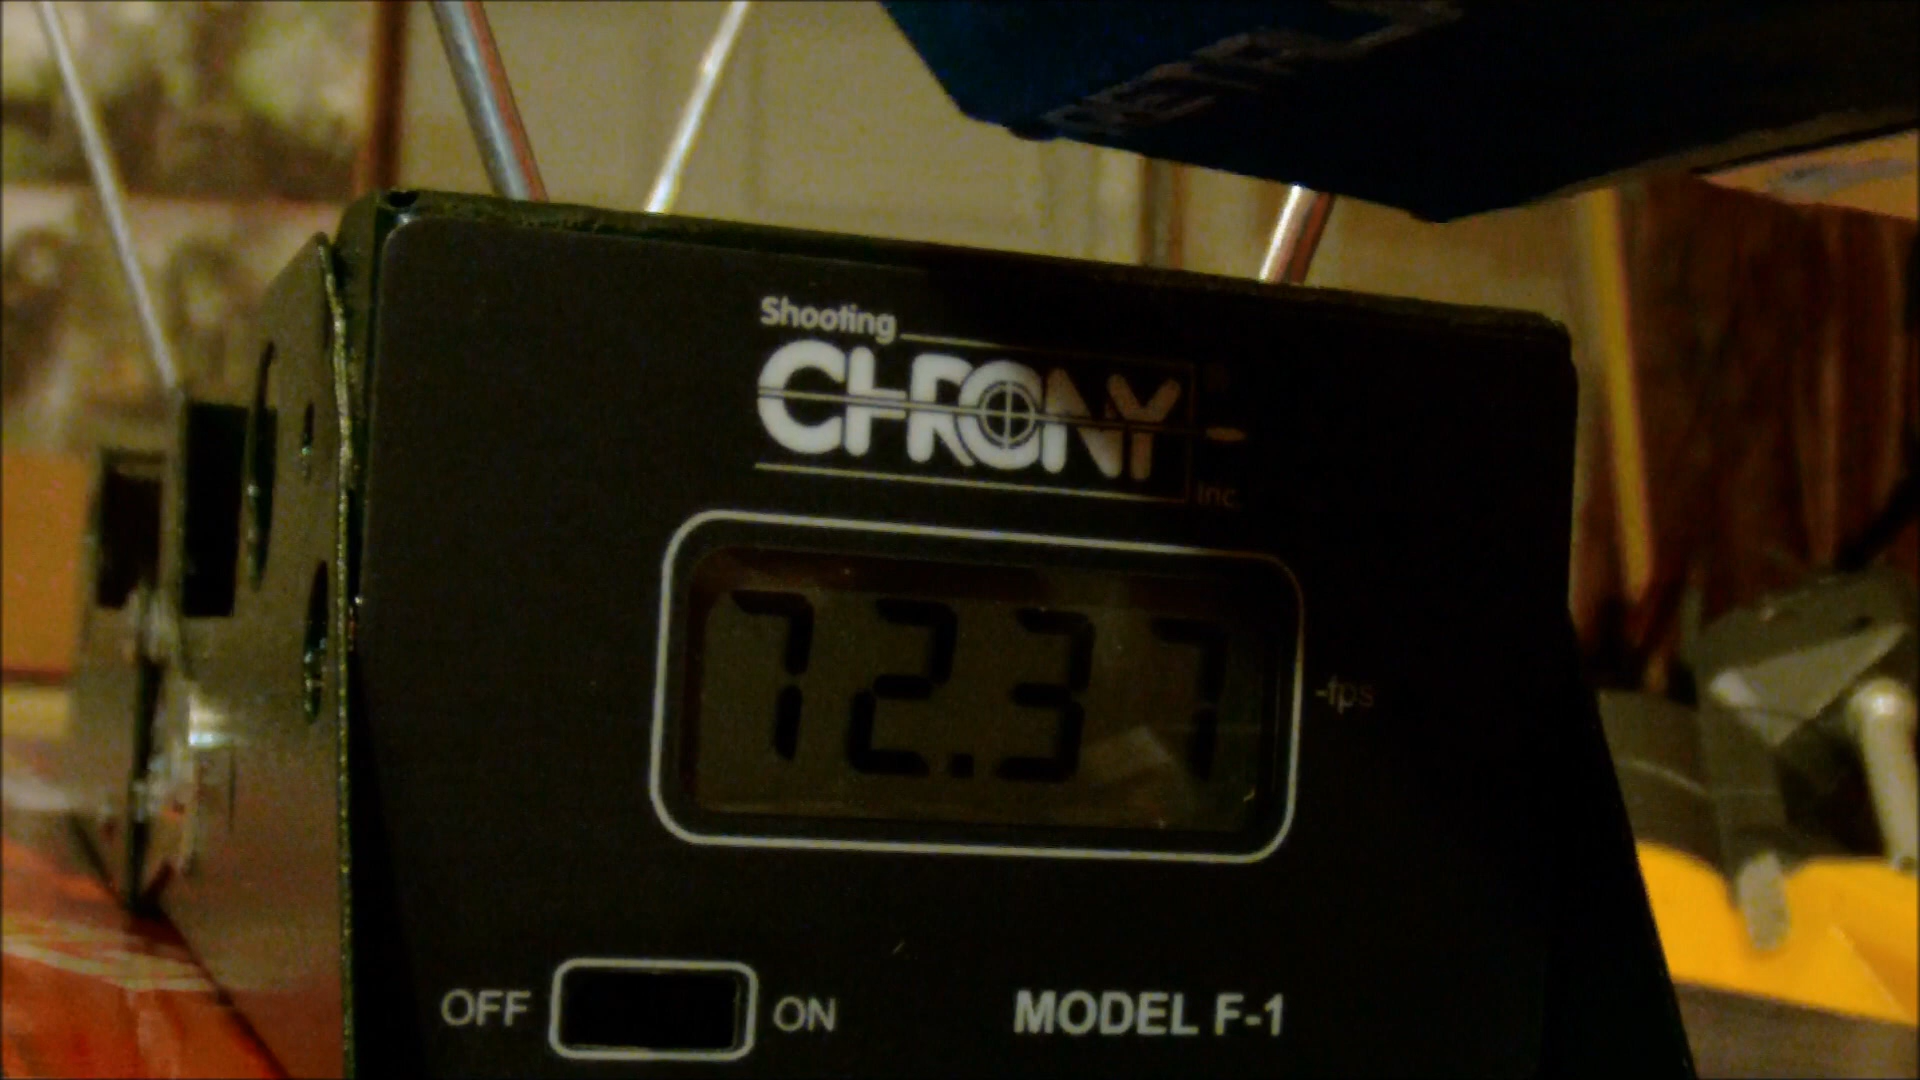 Shooting
CHRONY
Inc.
72.37
-fps
OFF ON MODEL F-1